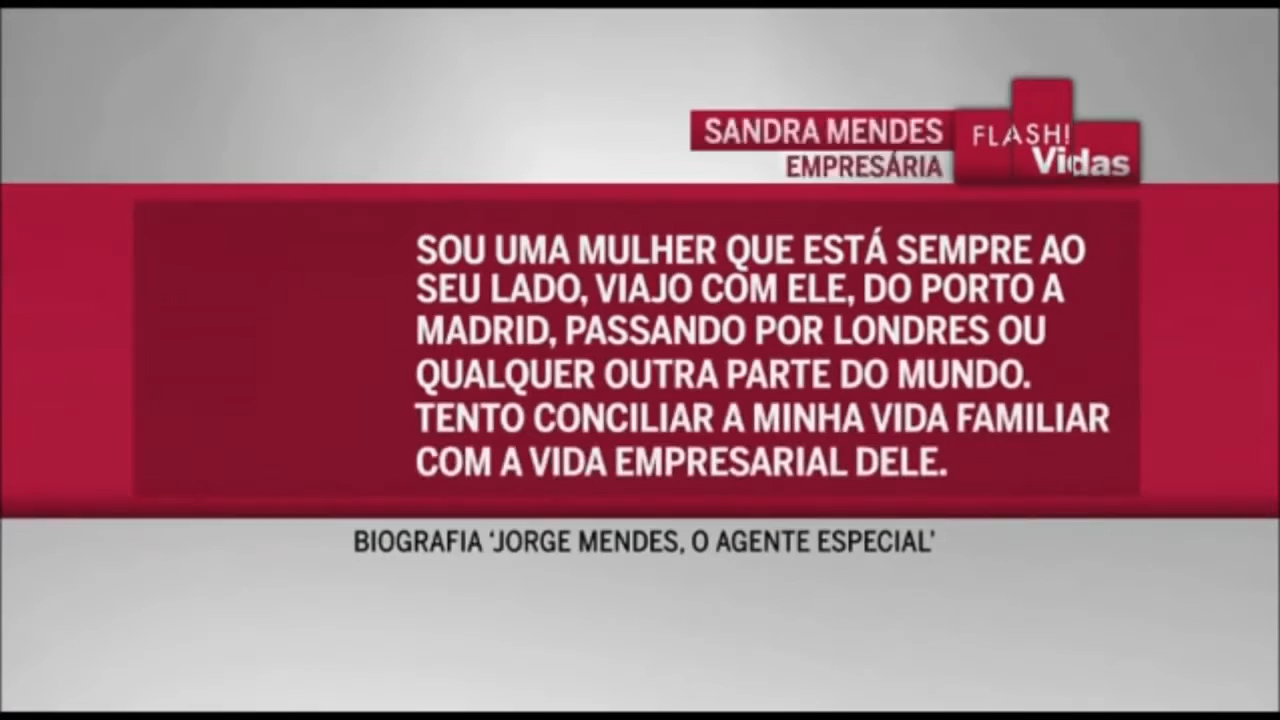 SANDRA MENDES
EMPRESÁRIA
FLASH!
Vidas
SOU UMA MULHER QUE ESTÁ SEMPRE AO
SEU LADO, VIAJO COM ELE, DO PORTO A
MADRID, PASSANDO POR LONDRES OU
QUALQUER OUTRA PARTE DO MUNDO.
TENTO CONCILIAR A MINHA VIDA FAMILIAR
COM A VIDA EMPRESARIAL DELE.
BIOGRAFIA ‘JORGE MENDES, O AGENTE ESPECIAL’